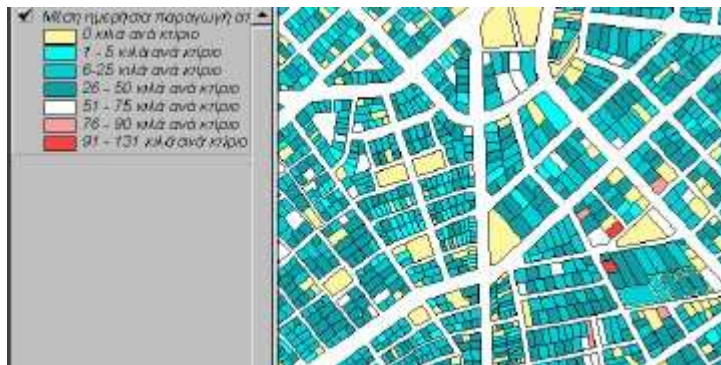 Μέση ημερήσια παραγωγή
0 κιλά ανά κτίριο
1 - 5 κιλά ανά κτίριο
6-25 κιλά ανά κτίριο
26 - 50 κιλά ανά κτίριο
51 - 75 κιλά ανά κτίριο
76 - 90 κιλά ανά κτίριο
91 - 131 κιλά ανά κτίριο